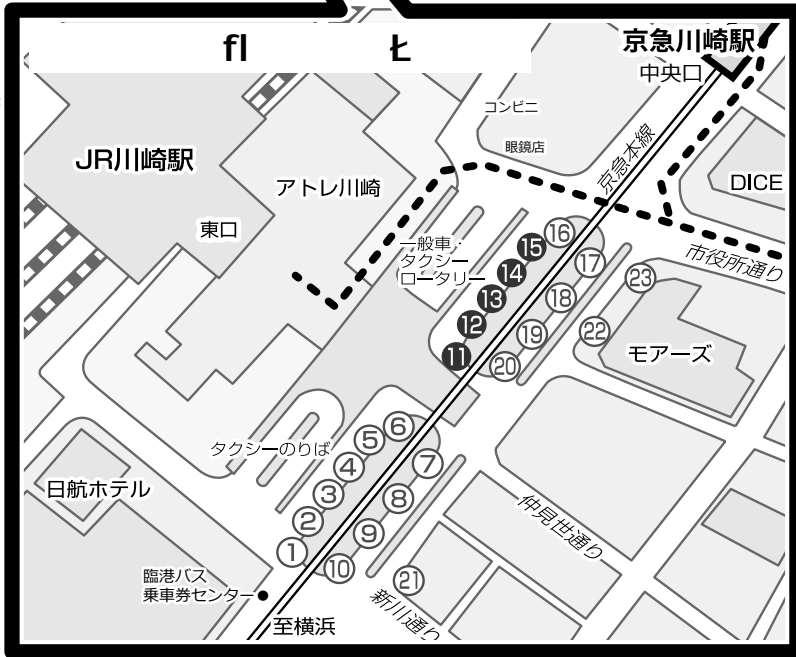 fl Ł
京急川崎駅
中央口
コンビニ
眼鏡店
京急本線
JR川崎駅
アトレ川崎
DICE
東口
一般車・
タクシー
ロータリー
市役所通り
⓯
⑯
⓮
⑰
⓭
⑱
㉓
⓬
⑲
㉒
⓫
⑳
モアーズ
タクシーのりば
⑥
⑤
④
⑦
③
⑧
②
⑨
①
⑩
㉑
日航ホテル
仲見世通り
臨港バス
乗車券センター
新川通り
至横浜